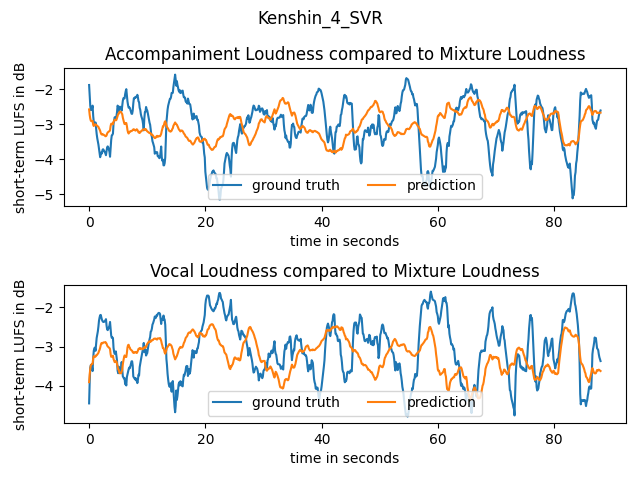 Kenshin_4_SVR
Accompaniment Loudness compared to Mixture Loudness
short-term LUFS in dB
−2
−3
−4
−5
ground truth
prediction
0
20
40
60
80
time in seconds
Vocal Loudness compared to Mixture Loudness
short-term LUFS in dB
−2
−3
−4
ground truth
prediction
0
20
40
60
80
time in seconds